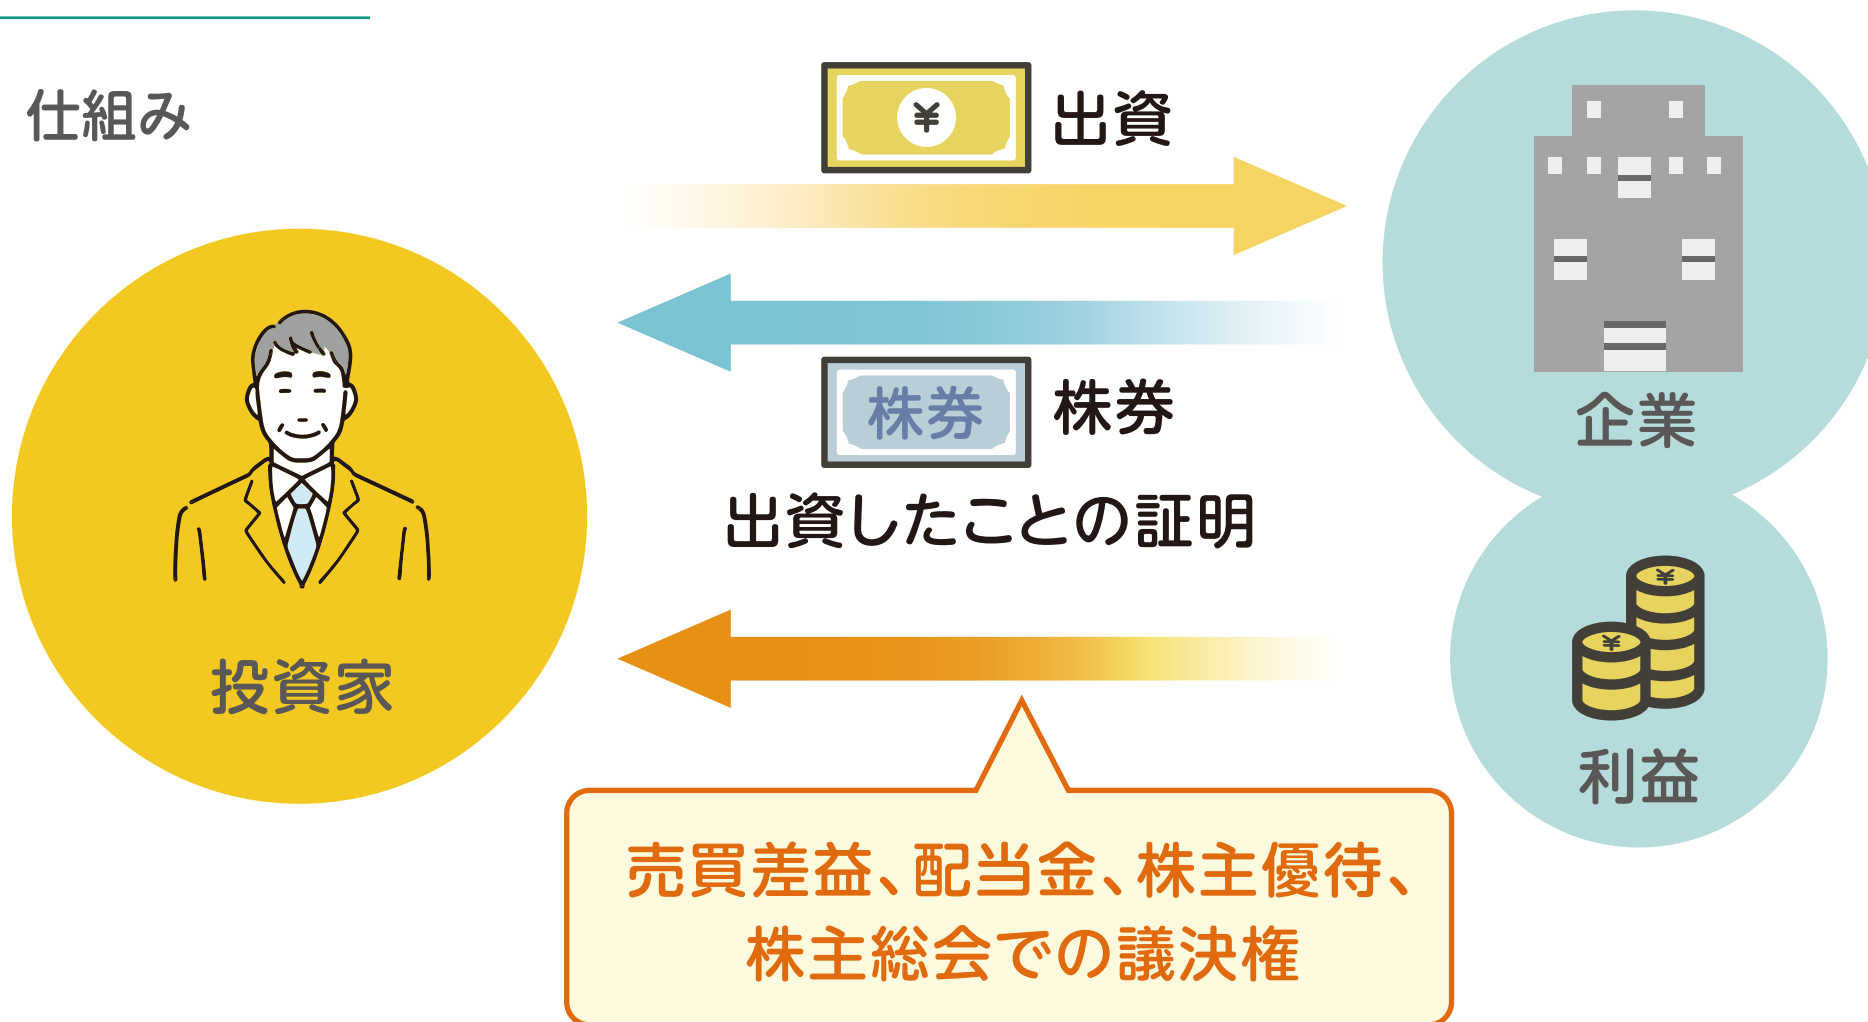 仕組み
¥
出資
株券
株券
出資したことの証明
企業
投資家
¥
¥
利益
売買差益、配当金、株主優待、
株主総会での議決権